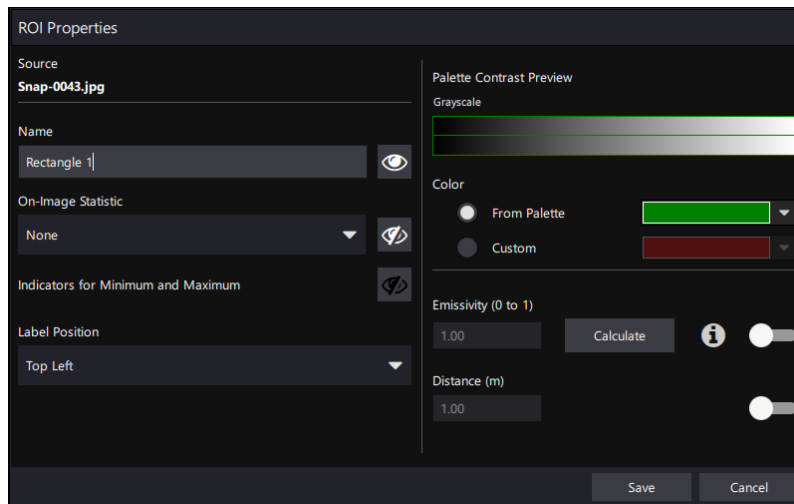 ROI Properties
Source
Snap-0043.jpg
Name
Rectangle 1
On-Image Statistic
None
Indicators for Minimum and Maximum
Label Position
Top Left
Palette Contrast Preview
Grayscale
Color
From Palette
Custom
Emissivity (0 to 1)
1.00
Calculate
Distance (m)
1.00
Save
Cancel